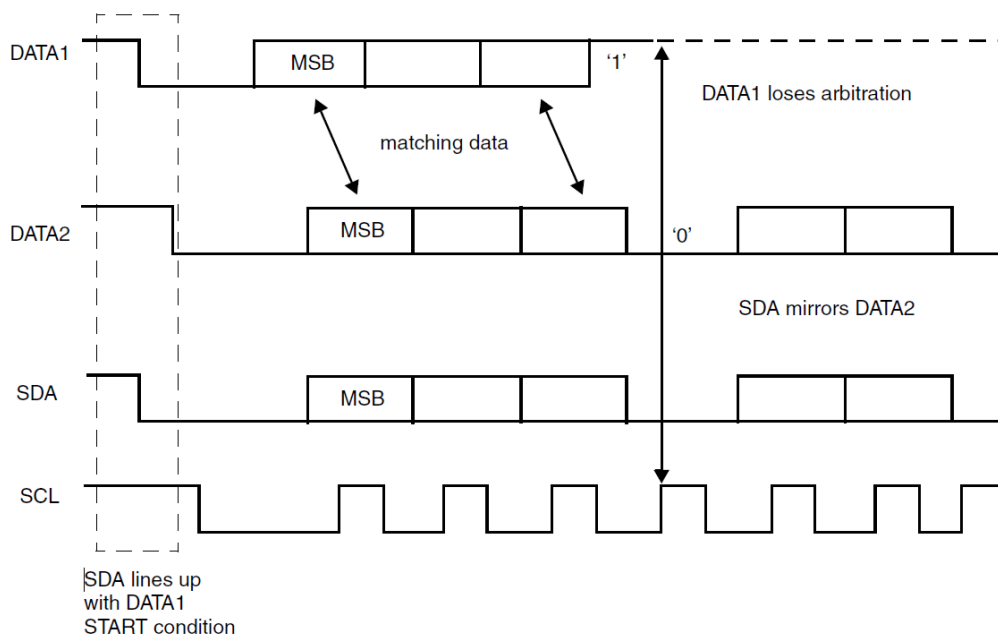 DATA1
MSB
‘1’
DATA1 loses arbitration
matching data
DATA2
MSB
‘0’
SDA mirrors DATA2
SDA
MSB
SCL
SDA lines up
with DATA1
START condition